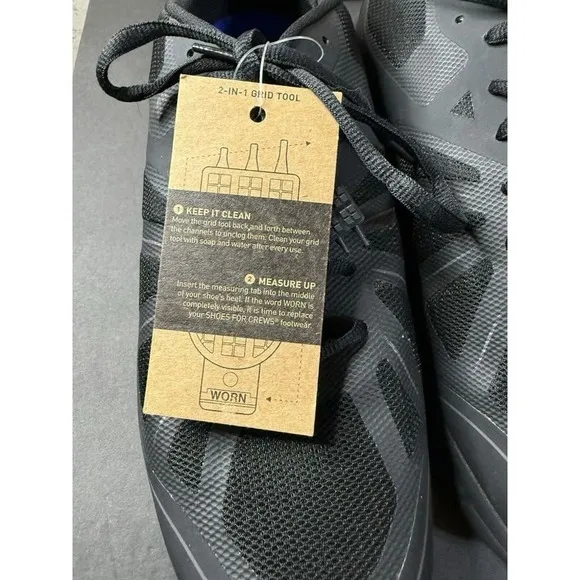 2-IN-1 GRID TOOL
1 KEEP IT CLEAN
Move the grid tool back and forth between
the channels to unclog them. Clean your grid
tool with soap and water after every use.
2 MEASURE UP
Insert the measuring tab into the middle
of your shoe's heel. If the word WORN is
completely visible, it is time to replace
your SHOES FOR CREWS® footwear.
WORN